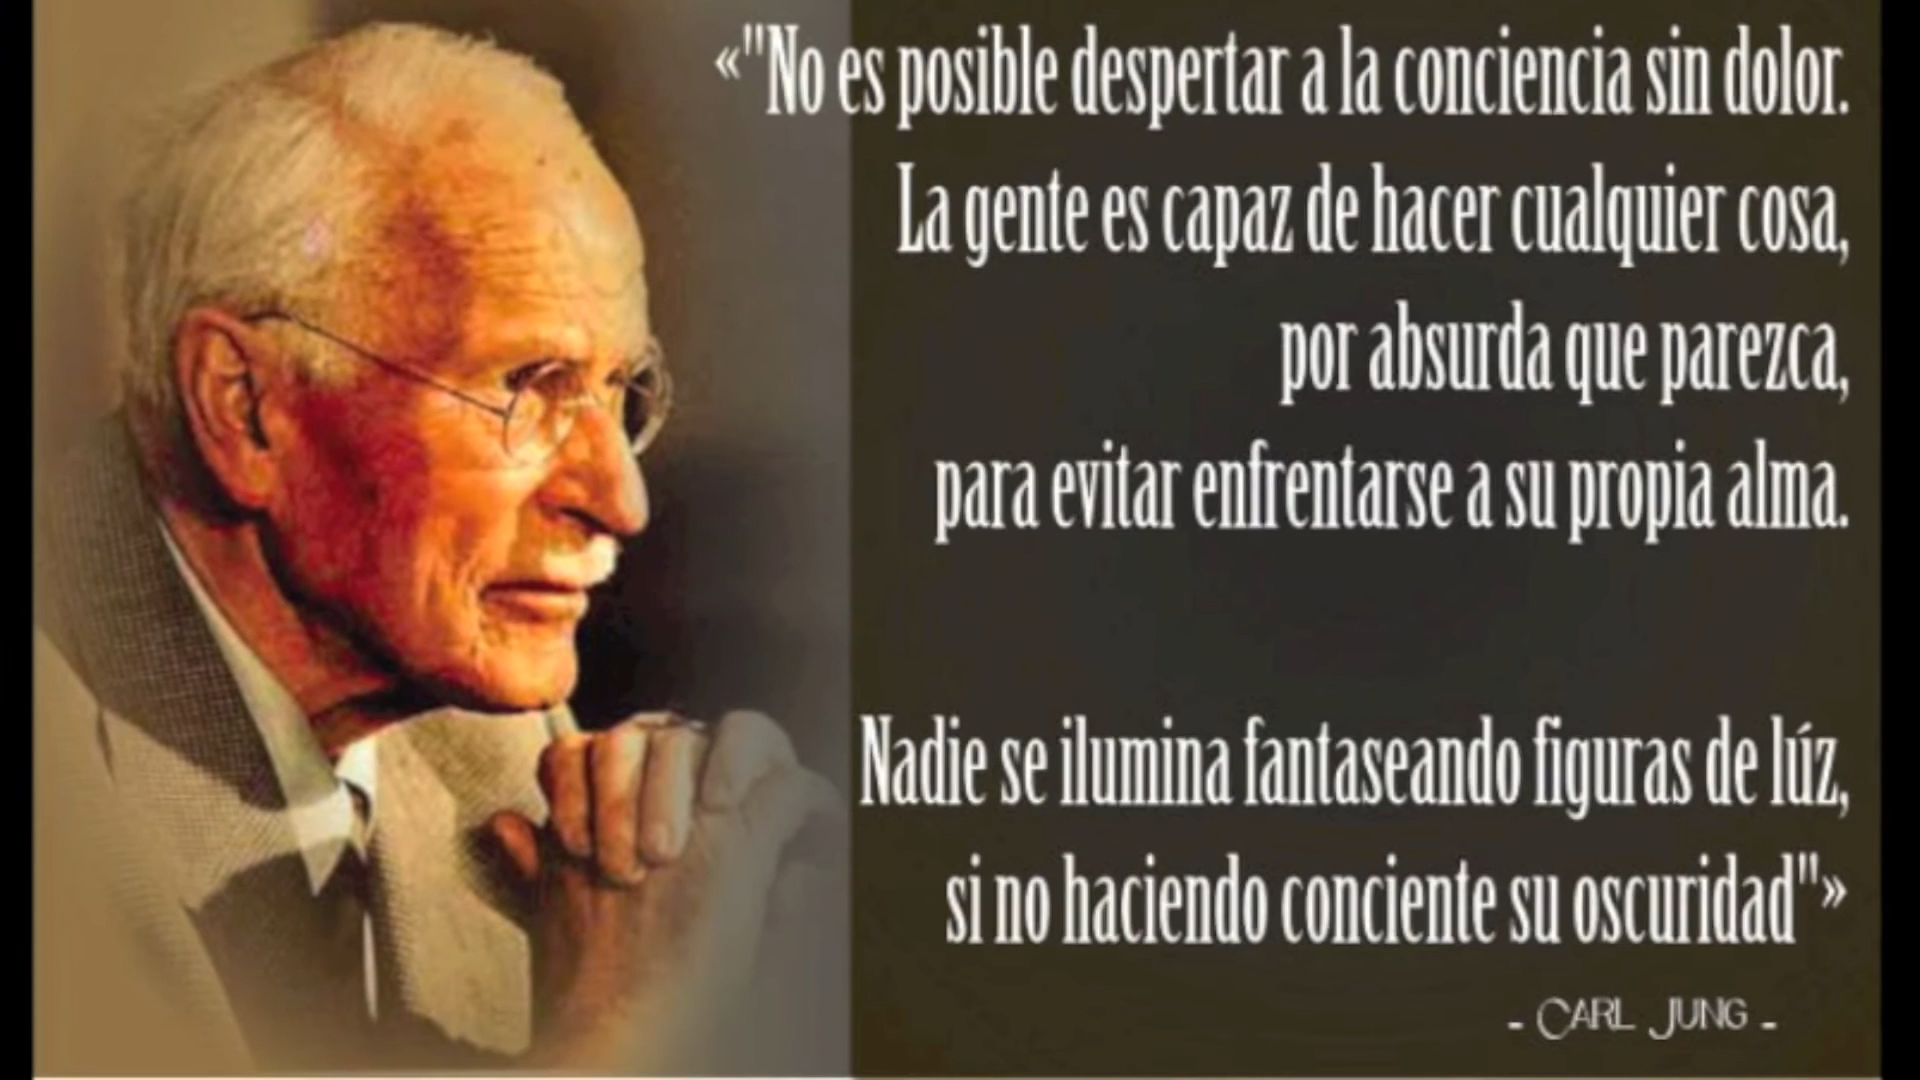 «"No es posible despertar a la conciencia sin dolor.
La gente es capaz de hacer cualquier cosa,
por absurda que parezca,
para evitar enfrentarse a su propia alma.
Nadie se ilumina fantaseando figuras de lúz,
si no haciendo conciente su oscuridad"»
- CARL JUNG -